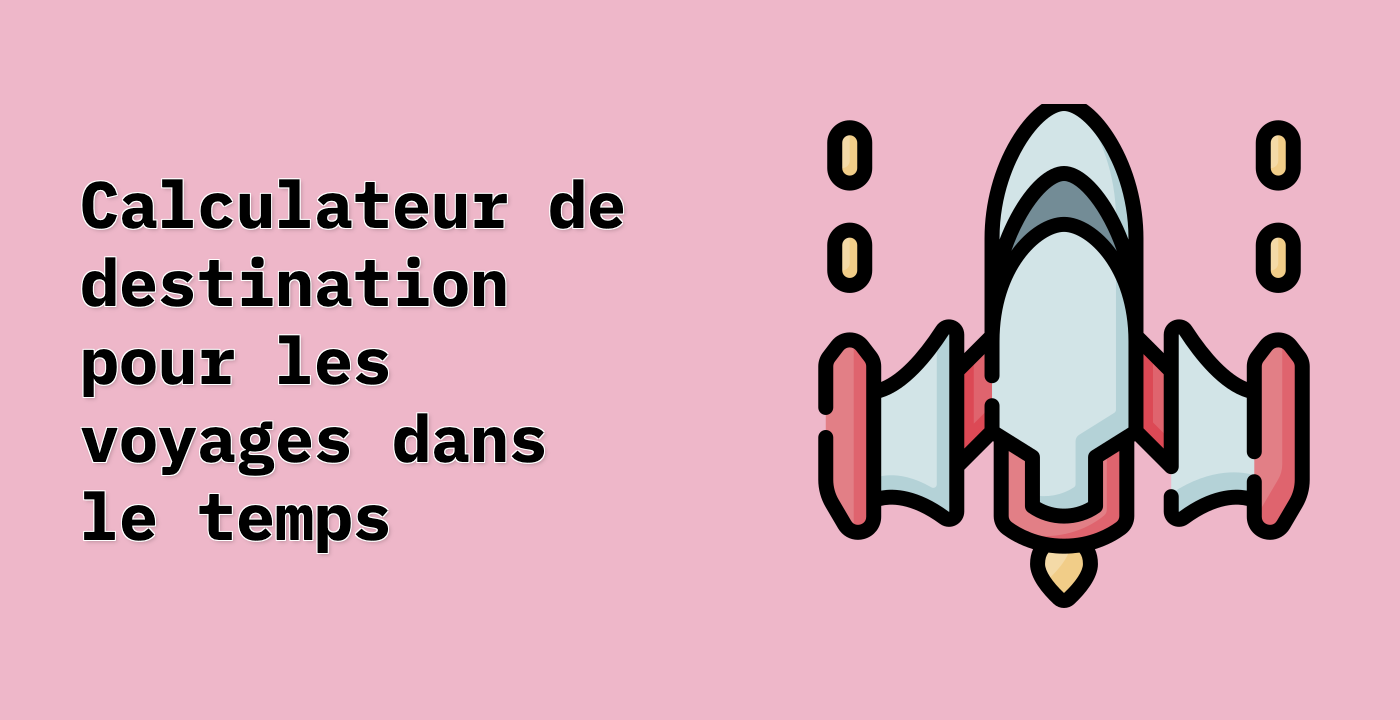 Calculateur de
destination
pour les
voyages dans
le temps